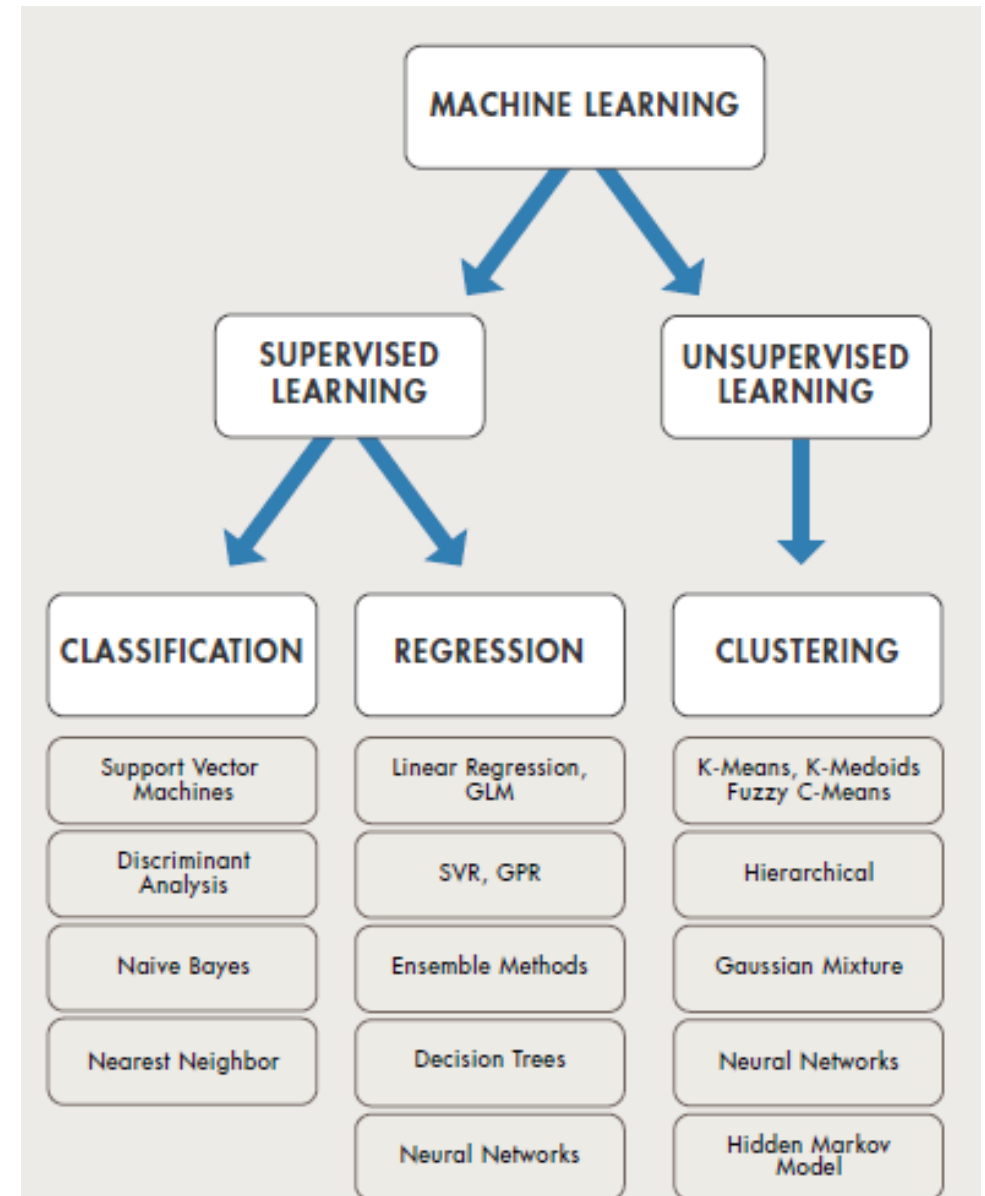 MACHINE LEARNING
SUPERVISED
LEARNING
UNSUPERVISED
LEARNING
CLASSIFICATION
REGRESSION
CLUSTERING
Support Vector
Machines
Discriminant
Analysis
Naive Bayes
Nearest Neighbor
Linear Regression,
GLM
SVR, GPR
Ensemble Methods
Decision Trees
Neural Networks
K-Means, K-Medoids
Fuzzy C-Means
Hierarchical
Gaussian Mixture
Neural Networks
Hidden Markov
Model